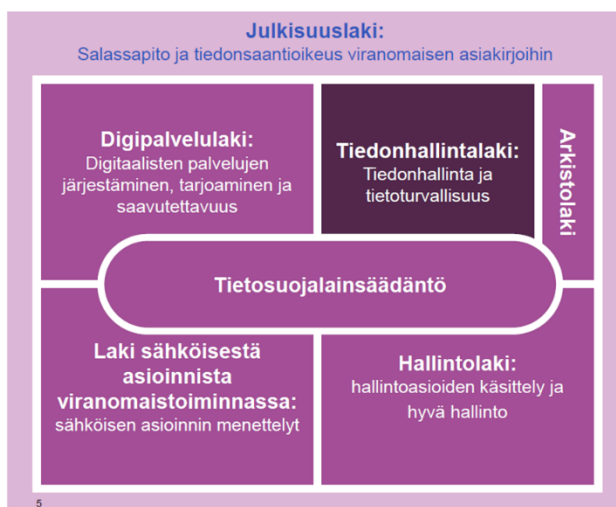 Julkisuuslaki:
Salassapito ja tiedonsaantioikeus viranomaisen asiakirjoihin
Digipalvelulaki:
Digitaalisten palvelujen
järjestäminen, tarjoaminen ja
saavutettavuus
Tiedonhallintalaki:
Tiedonhallinta ja
tietoturvallisuus
Arkistolaki
Tietosuojalainsäädäntö
Laki sähköisestä
asioinnista
viranomaistoiminnassa:
sähköisen asioinnin menettelyt
Hallintolaki:
hallintoasioiden käsittely ja
hyvä hallinto
5